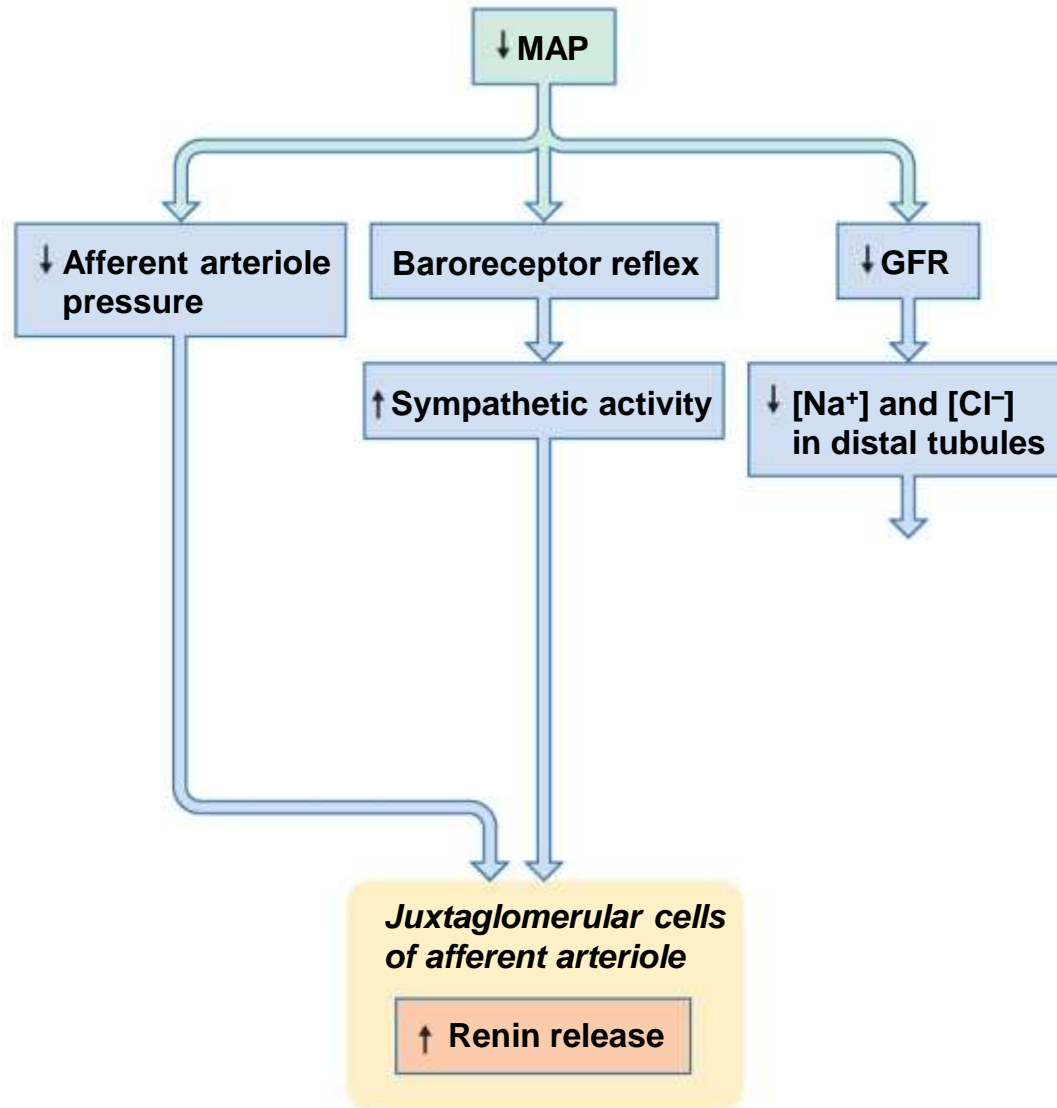 ↓ MAP
↓ Afferent arteriole
pressure
Baroreceptor reflex
↓ GFR
↑ Sympathetic activity
↓ [Na⁺] and [Cl⁻]
in distal tubules
Juxtaglomerular cells
of afferent arteriole
↑ Renin release